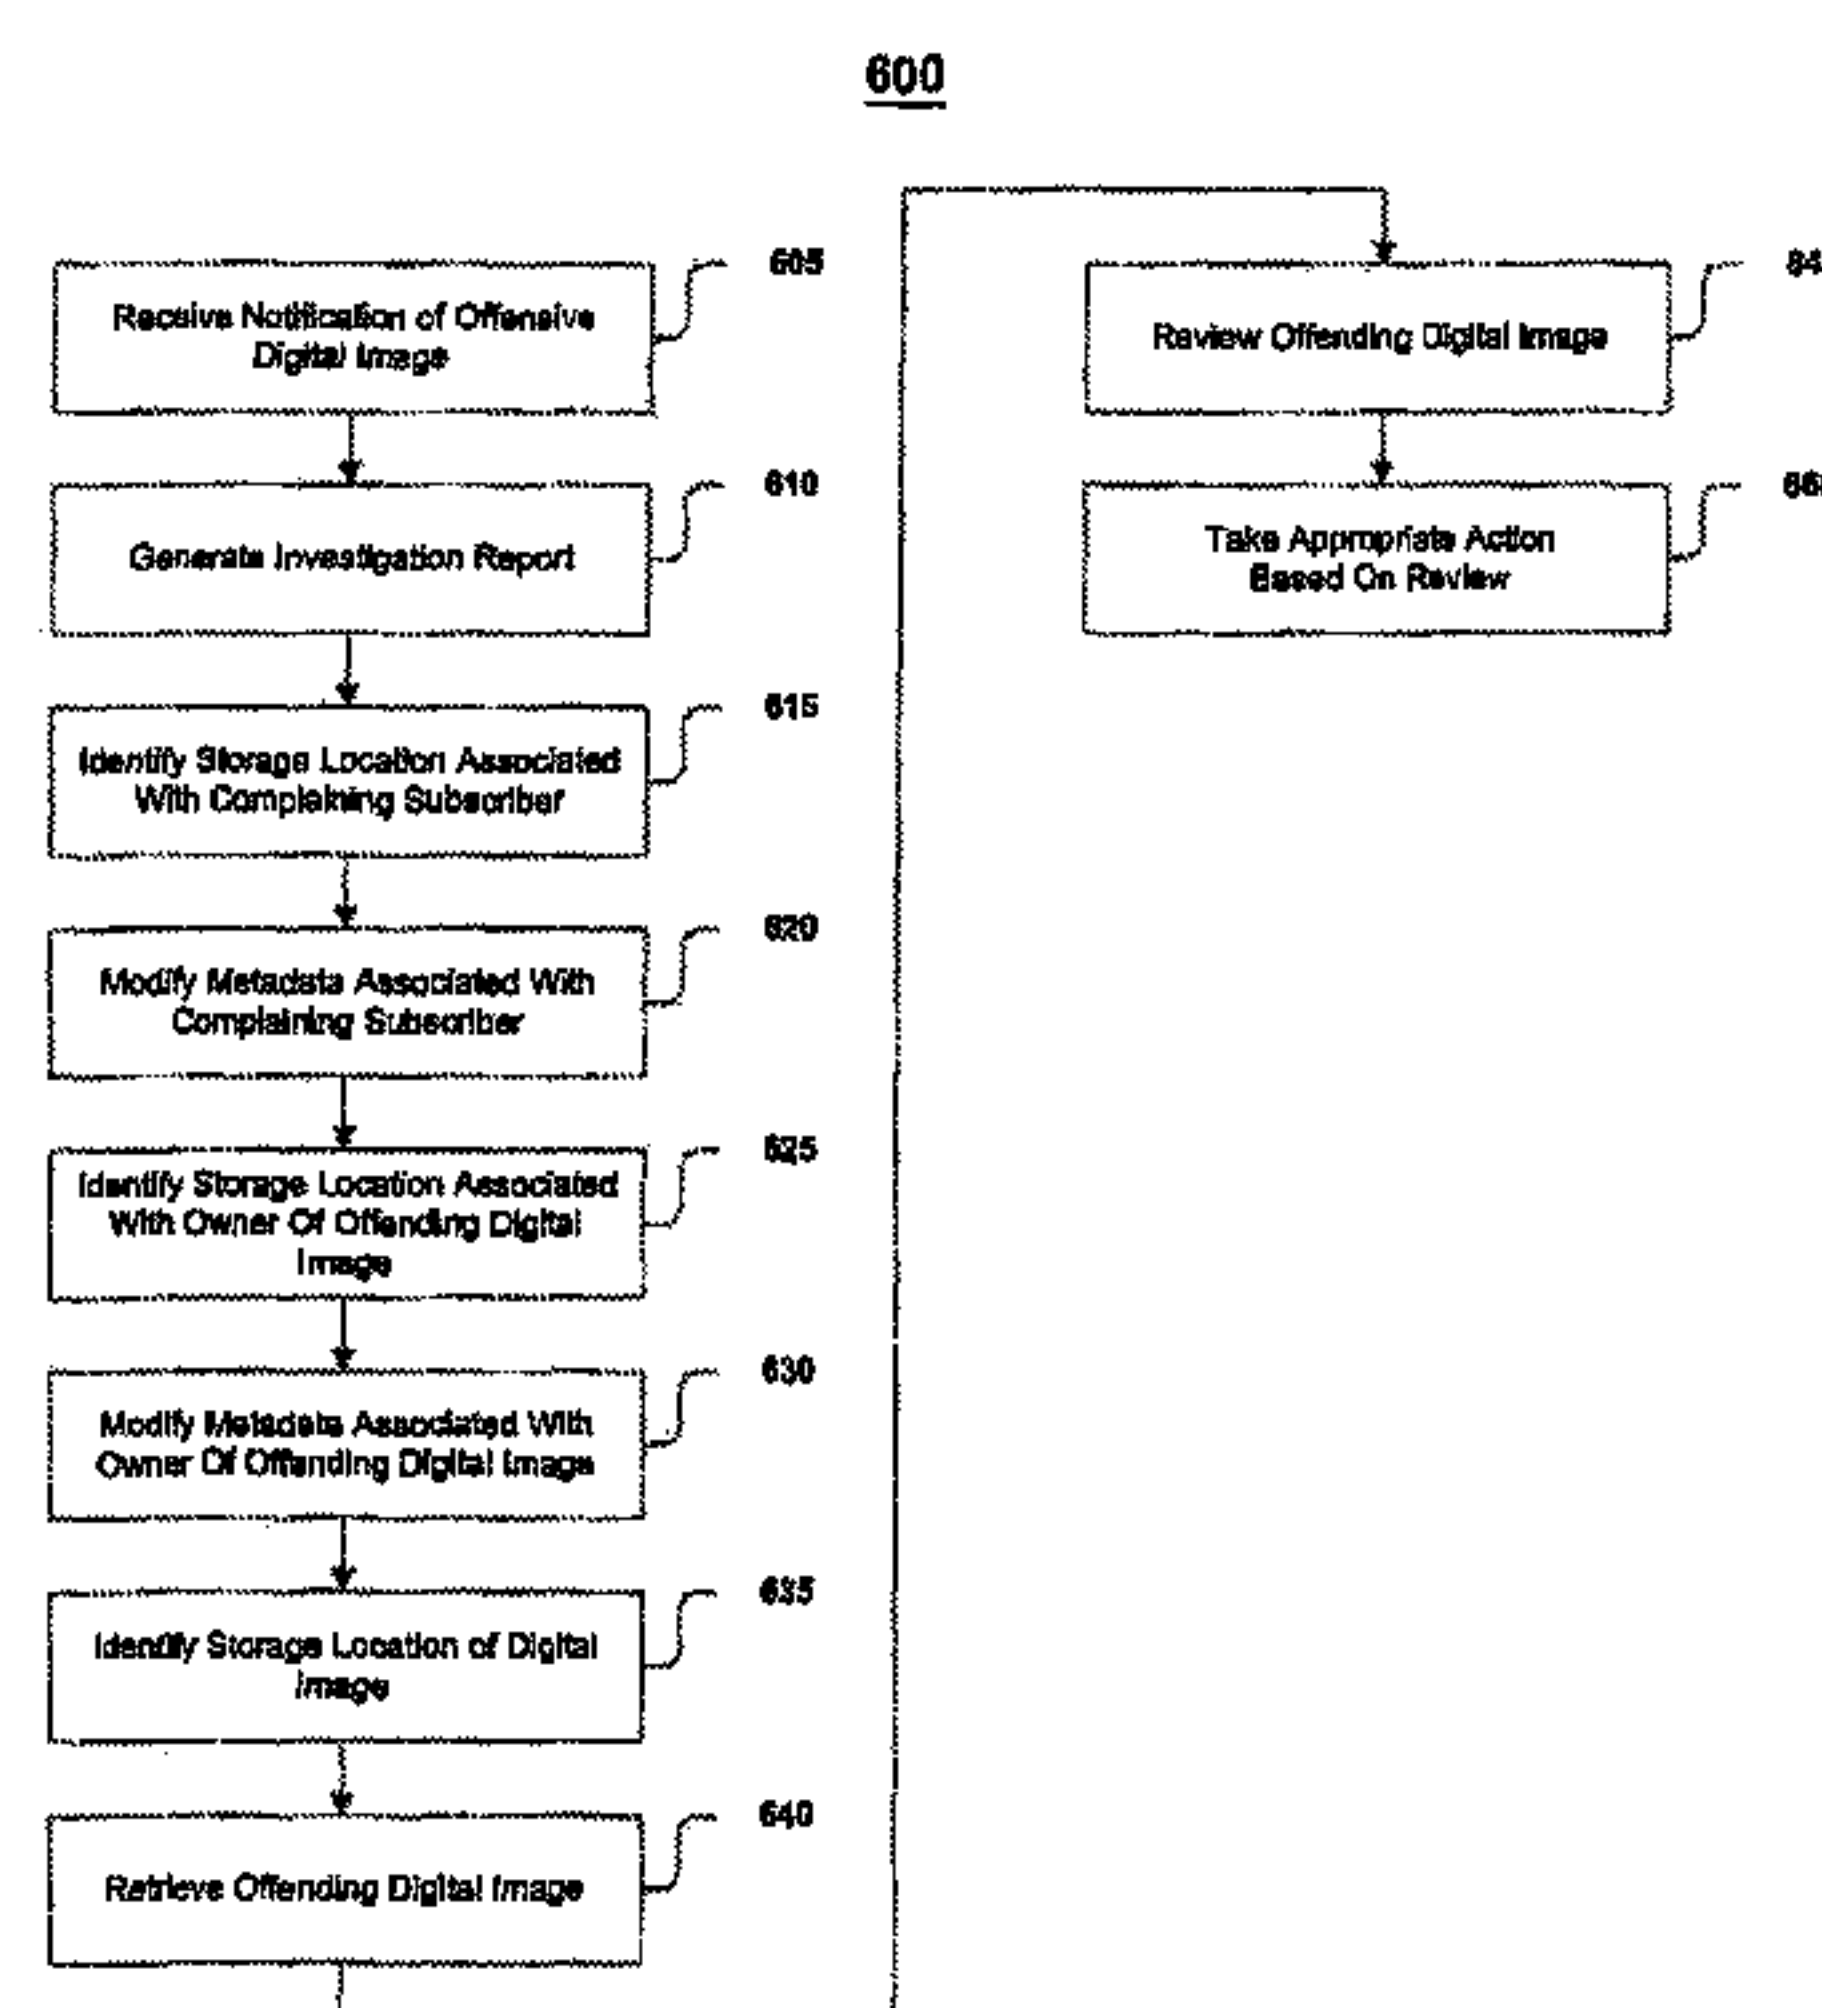 600
605
Receive Notification of Offensive
Digital Image
610
Generate Investigation Report
615
Identify Storage Location Associated
With Complaining Subscriber
620
Modify Metadata Associated With
Complaining Subscriber
625
Identify Storage Location Associated
With Owner Of Offending Digital
Image
630
Modify Metadata Associated With
Owner Of Offending Digital Image
635
Identify Storage Location of Digital
Image
640
Retrieve Offending Digital Image
Review Offending Digital Image
Take Appropriate Action
Based On Review